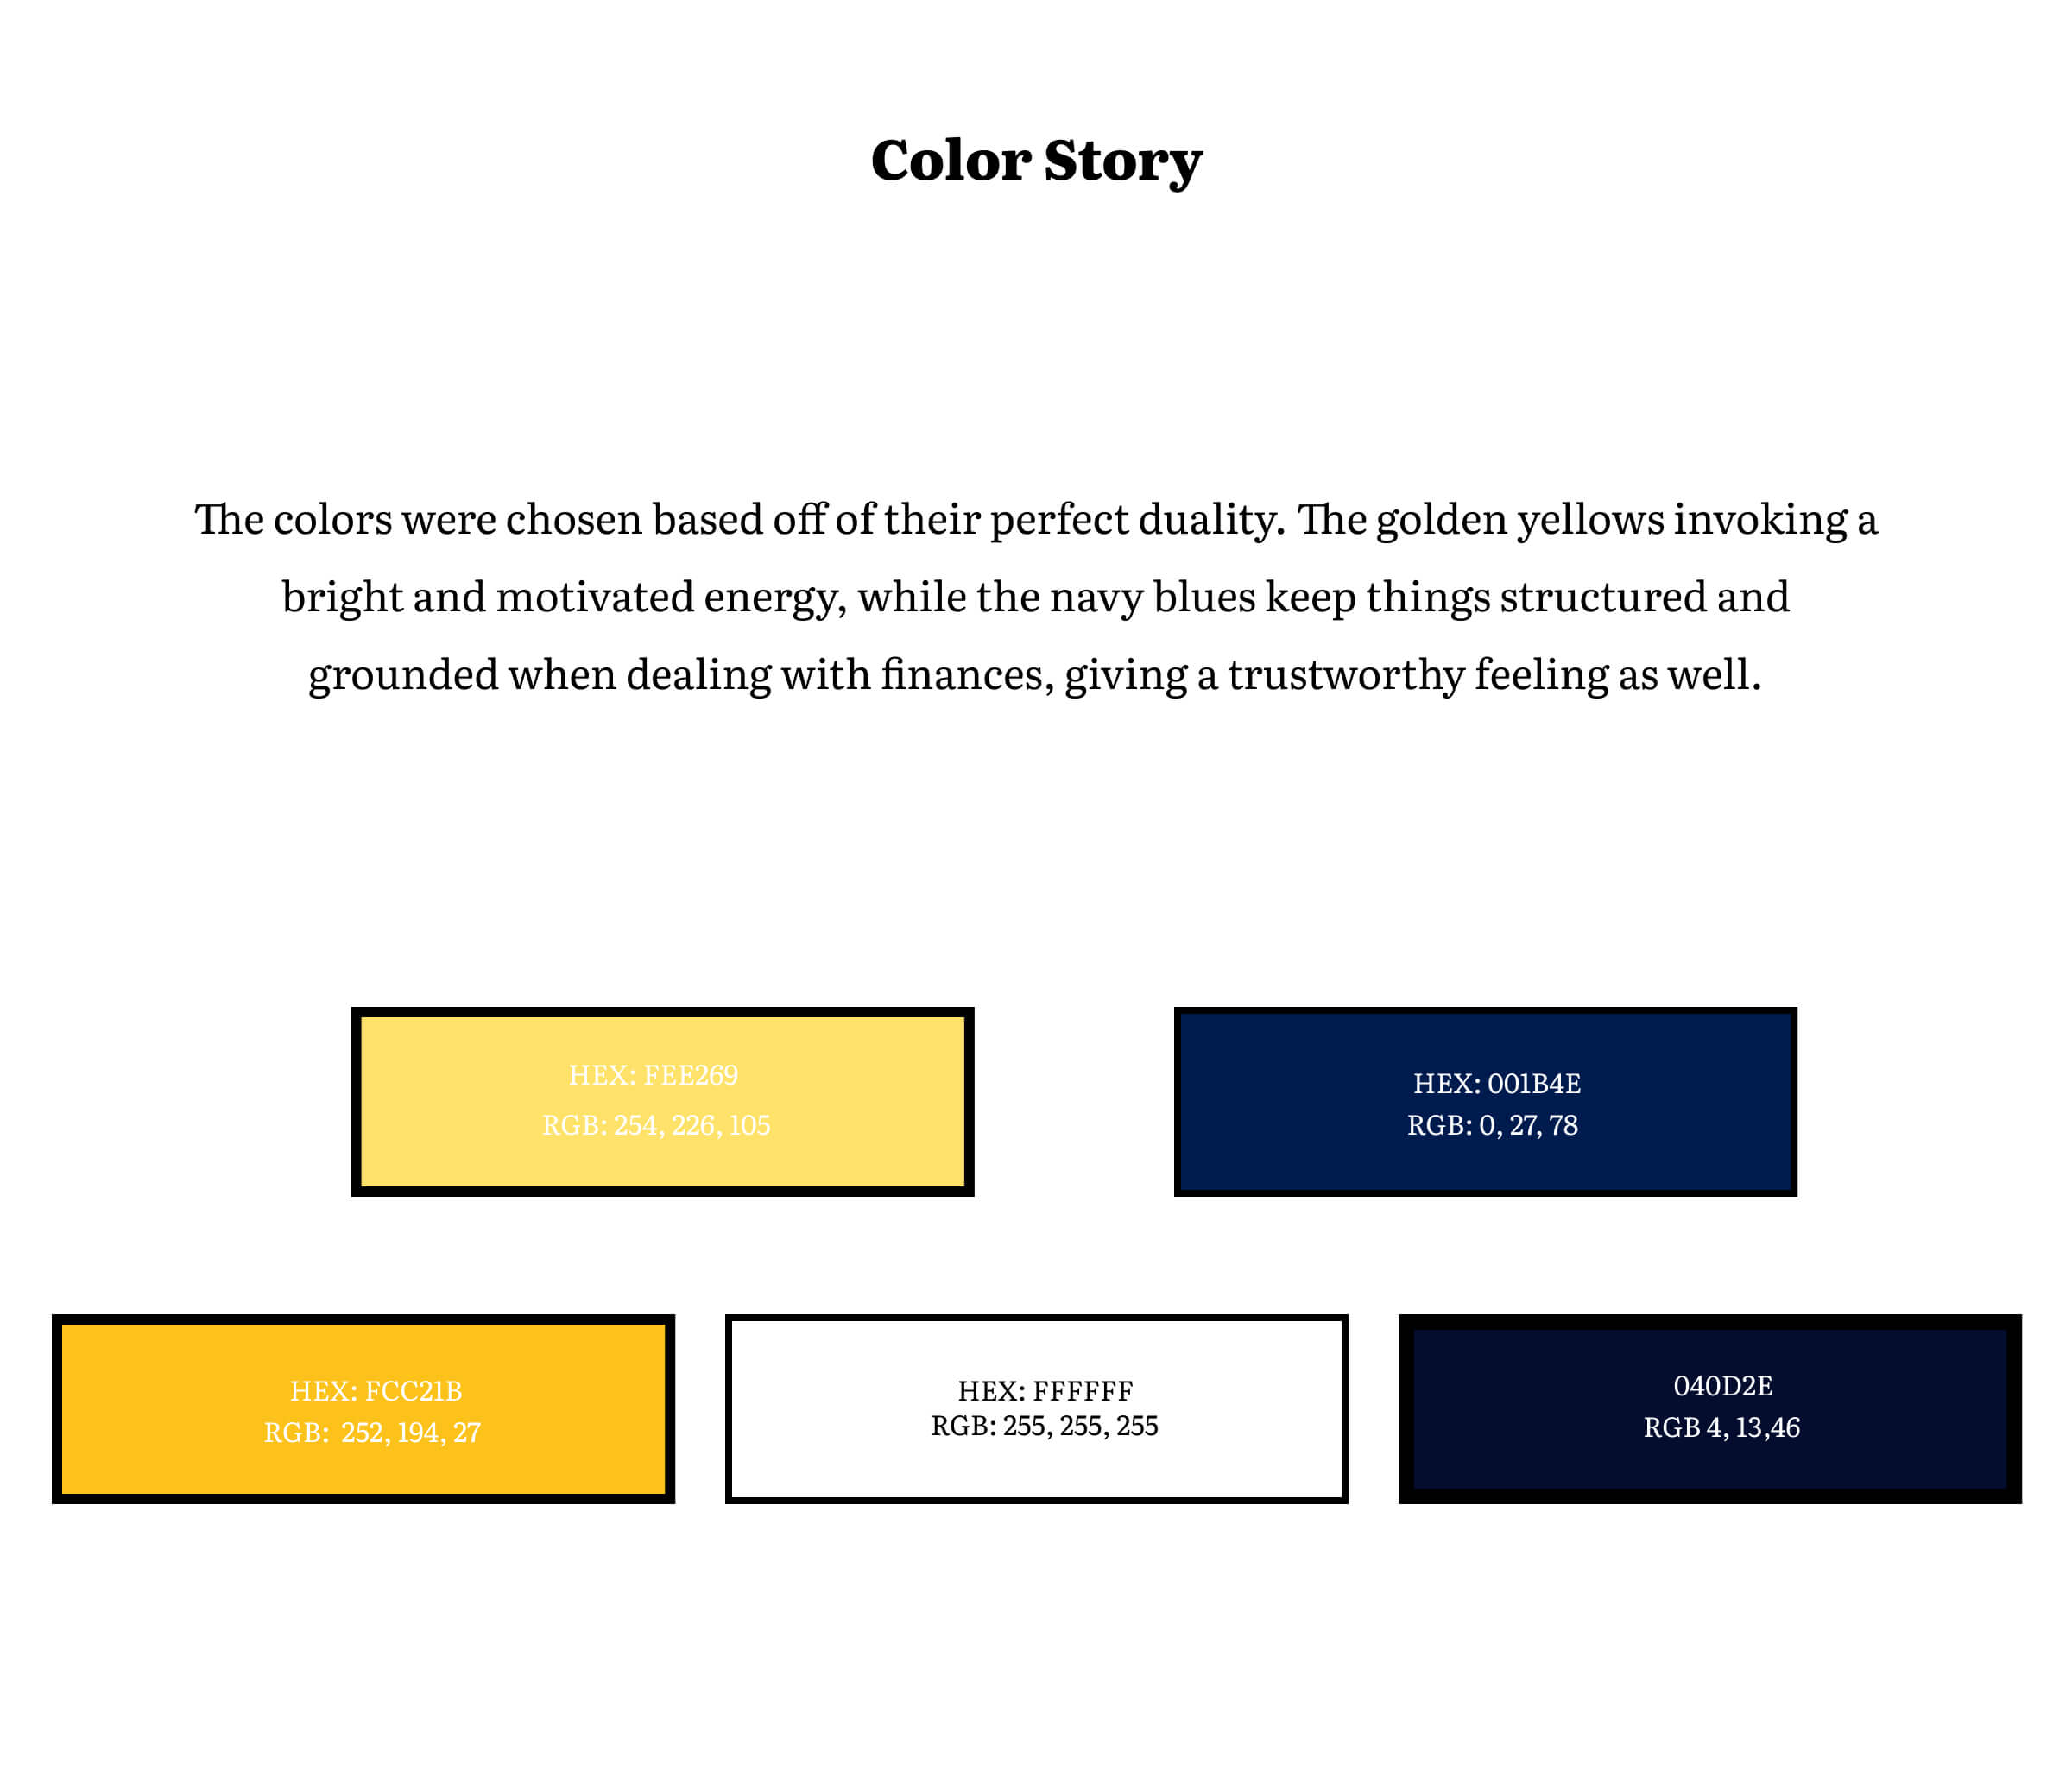 Color Story
The colors were chosen based off of their perfect duality. The golden yellows invoking a
bright and motivated energy, while the navy blues keep things structured and
grounded when dealing with finances, giving a trustworthy feeling as well.
HEX: FEE269
RGB: 254, 226, 105
HEX: 001B4E
RGB: 0, 27, 78
HEX: FCC21B
RGB:  252, 194, 27
HEX: FFFFFF
RGB: 255, 255, 255
040D2E
RGB 4, 13,46